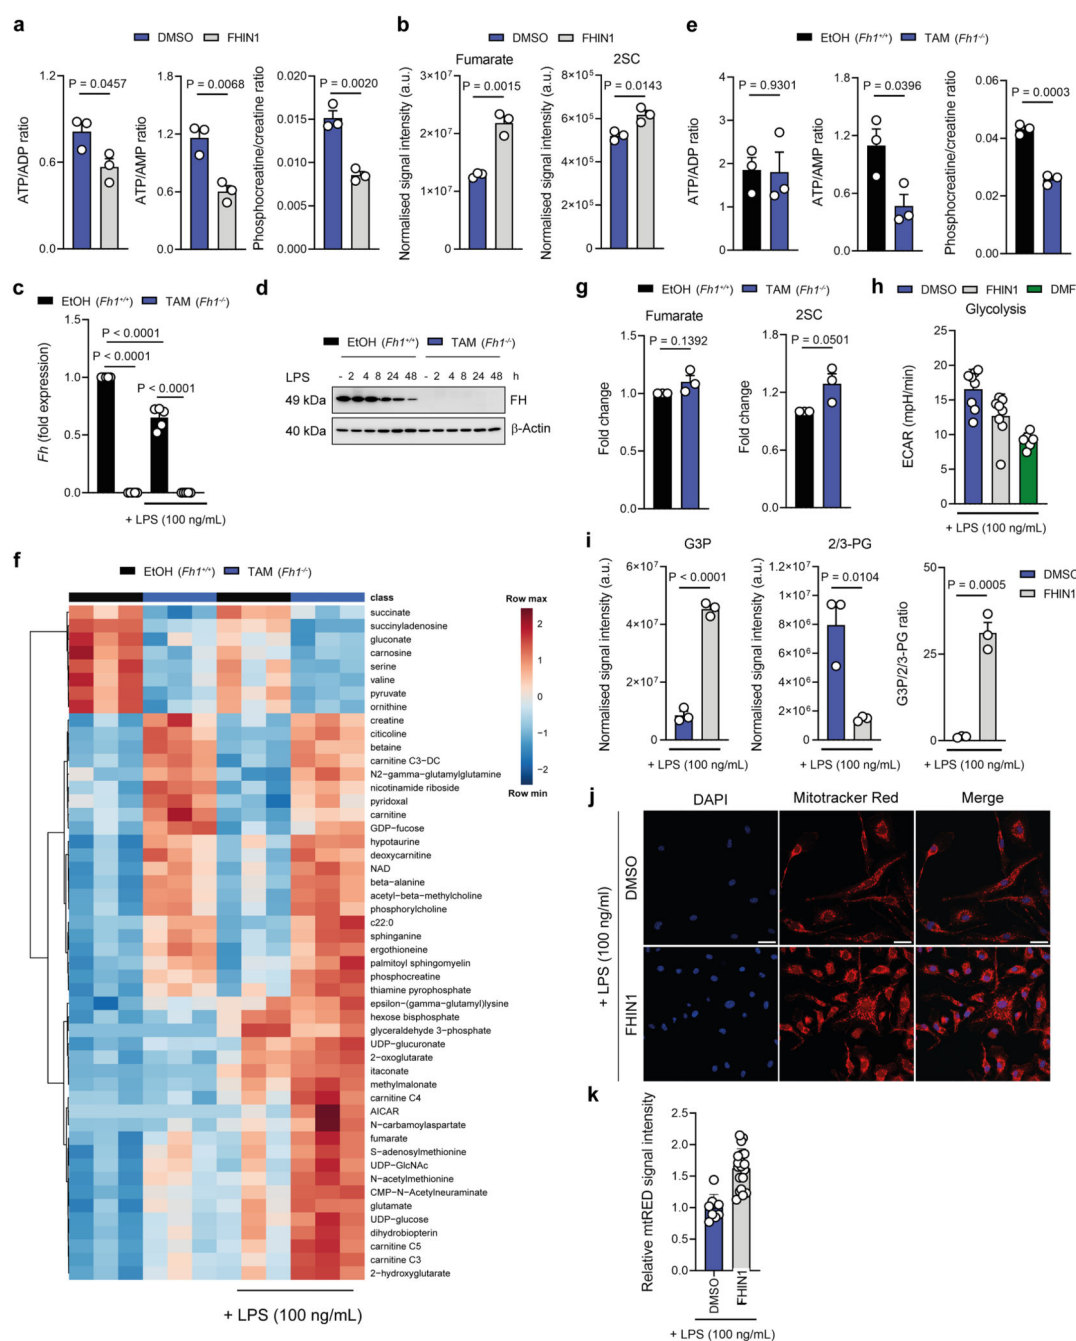 a
DMSO FHIN1
ATP/ADP ratio
1.2
0.6
0.0
P = 0.0457
ATP/AMP ratio
1.8
1.2
0.6
0.0
P = 0.0068
Phosphocreatine/creatine ratio
0.020
0.015
0.010
0.005
0.000
P = 0.0020
b
DMSO FHIN1
Fumarate
Normalised signal intensity (a.u.)
3×10⁷
2×10⁷
1×10⁷
0
P = 0.0015
2SC
Normalised signal intensity (a.u.)
8×10⁵
6×10⁵
4×10⁵
2×10⁵
0
P = 0.0143
e
EtOH (Fh1⁺/⁺) TAM (Fh1⁻/⁻)
ATP/ADP ratio
4
3
2
1
0
P = 0.9301
ATP/AMP ratio
1.8
1.2
0.6
0.0
P = 0.0396
Phosphocreatine/creatine ratio
0.06
0.04
0.02
0.00
P = 0.0003
c
EtOH (Fh1⁺/⁺) TAM (Fh1⁻/⁻)
Fh (fold expression)
1.5
1.0
0.5
0.0
P < 0.0001
P < 0.0001
P < 0.0001
+ LPS (100 ng/mL)
d
EtOH (Fh1⁺/⁺) TAM (Fh1⁻/⁻)
LPS - 2 4 8 24 48 - 2 4 8 24 48 h
49 kDa FH
40 kDa β-Actin
g
EtOH (Fh1⁺/⁺) TAM (Fh1⁻/⁻)
Fumarate
Fold change
1.5
1.0
0.5
0.0
P = 0.1392
2SC
Fold change
1.8
1.2
0.6
0.0
P = 0.0501
h
DMSO FHIN1 DMF
Glycolysis
ECAR (mpH/min)
25
20
15
10
5
0
+ LPS (100 ng/mL)
f
EtOH (Fh1⁺/⁺) TAM (Fh1⁻/⁻)
class
succinate
succinyladenosine
gluconate
carnosine
serine
valine
pyruvate
ornithine
creatine
citicoline
betaine
carnitine C3−DC
N2−gamma−glutamylglutamine
nicotinamide riboside
pyridoxal
carnitine
GDP−fucose
hypotaurine
deoxycarnitine
NAD
beta−alanine
acetyl−beta−methylcholine
phosphorylcholine
c22:0
sphinganine
ergothioneine
palmitoyl sphingomyelin
phosphocreatine
thiamine pyrophosphate
epsilon−(gamma−glutamyl)lysine
hexose bisphosphate
glyceraldehyde 3−phosphate
UDP−glucuronate
2−oxoglutarate
itaconate
methylmalonate
carnitine C4
AICAR
N−carbamoylaspartate
fumarate
S−adenosylmethionine
UDP−GlcNAc
N−acetylmethionine
CMP−N−Acetylneuraminate
glutamate
UDP−glucose
dihydrobiopterin
carnitine C5
carnitine C3
2−hydroxyglutarate
Row max
2
1
0
−1
−2
Row min
+ LPS (100 ng/mL)
i
G3P
Normalised signal intensity (a.u.)
6×10⁷
4×10⁷
2×10⁷
0
P < 0.0001
+ LPS (100 ng/mL)
2/3-PG
Normalised signal intensity (a.u.)
1.2×10⁷
1×10⁷
8×10⁶
6×10⁶
4×10⁶
2×10⁶
0
P = 0.0104
+ LPS (100 ng/mL)
G3P/2/3-PG ratio
50
25
0
P = 0.0005
+ LPS (100 ng/mL)
DMSO
FHIN1
j
DAPI Mitotracker Red Merge
+ LPS (100 ng/ml)
DMSO
FHIN1
k
Relative mtRED signal intensity
2.5
2.0
1.5
1.0
0.5
0.0
DMSO
FHIN1
+ LPS (100 ng/mL)